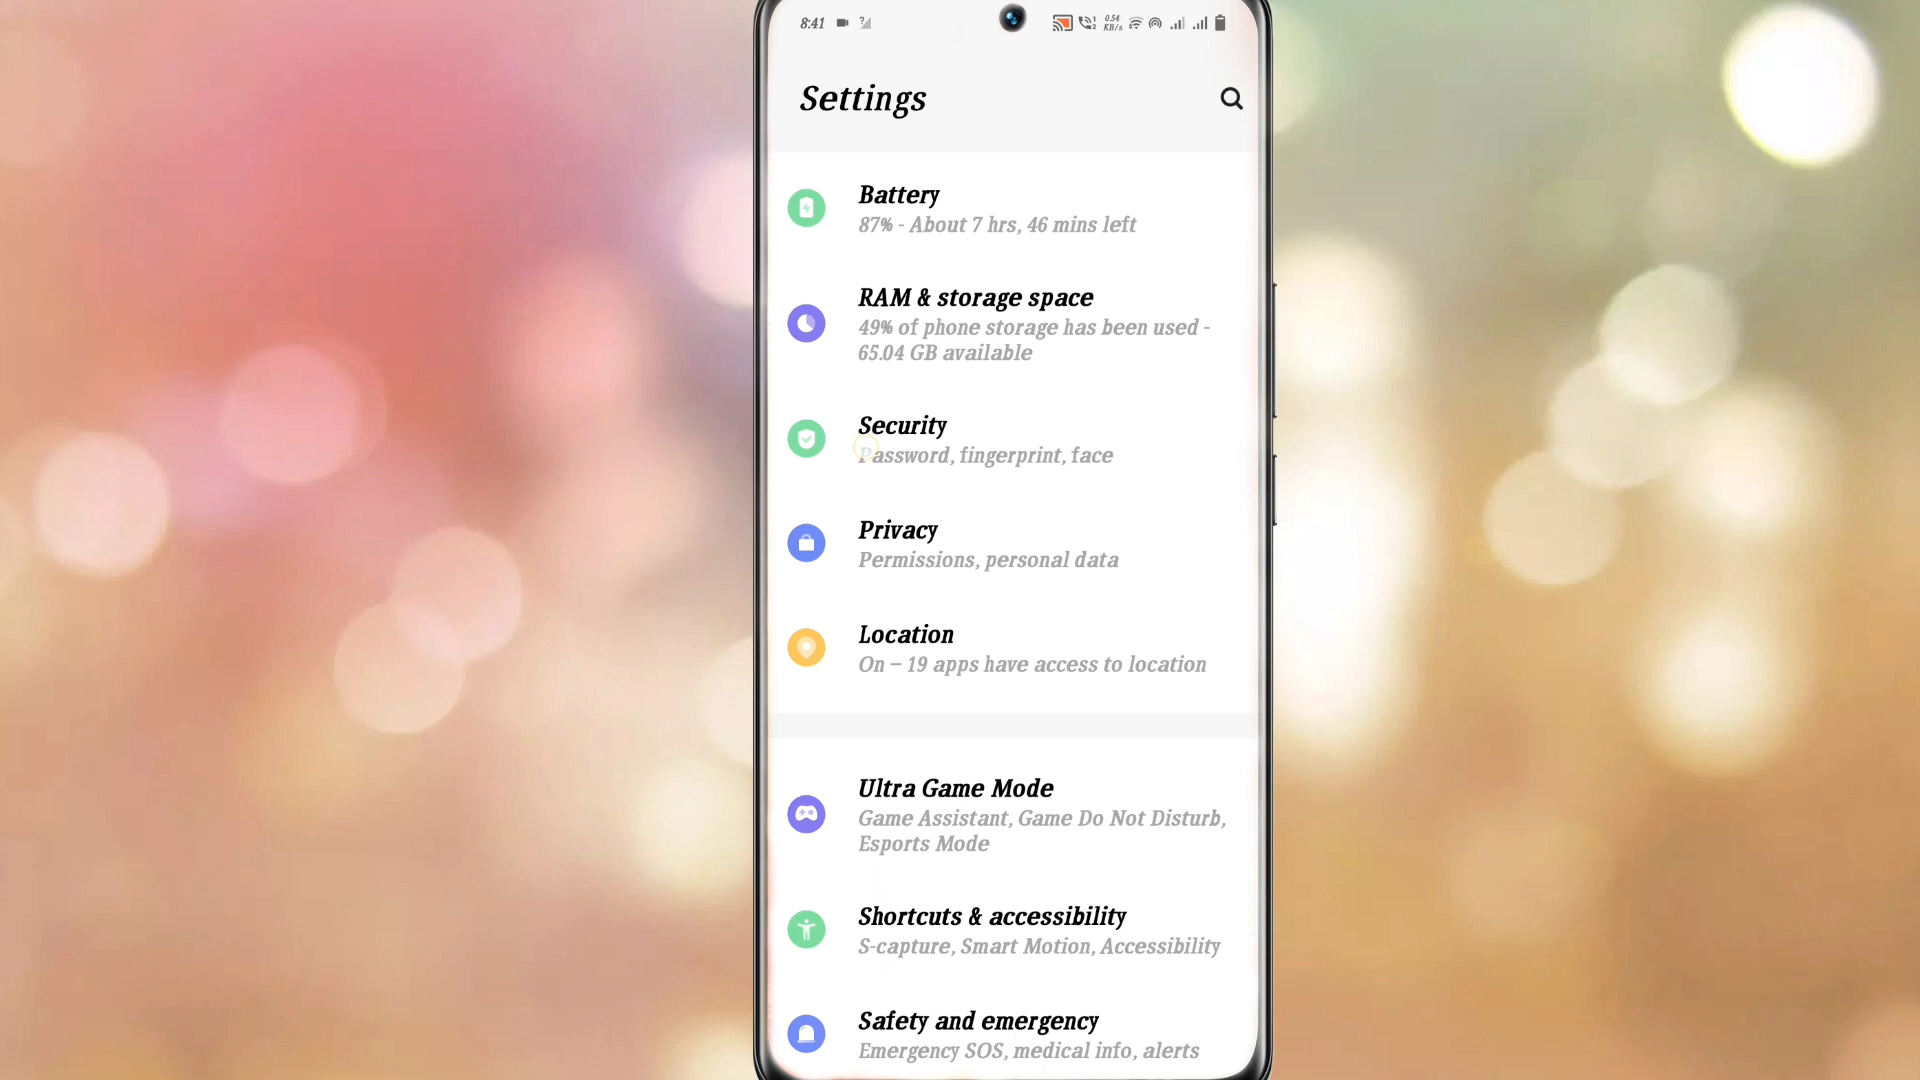 8:41
0.54
KB/s
Settings
Battery
87% - About 7 hrs, 46 mins left
RAM & storage space
49% of phone storage has been used -
65.04 GB available
Security
Password, fingerprint, face
Privacy
Permissions, personal data
Location
On – 19 apps have access to location
Ultra Game Mode
Game Assistant, Game Do Not Disturb,
Esports Mode
Shortcuts & accessibility
S-capture, Smart Motion, Accessibility
Safety and emergency
Emergency SOS, medical info, alerts